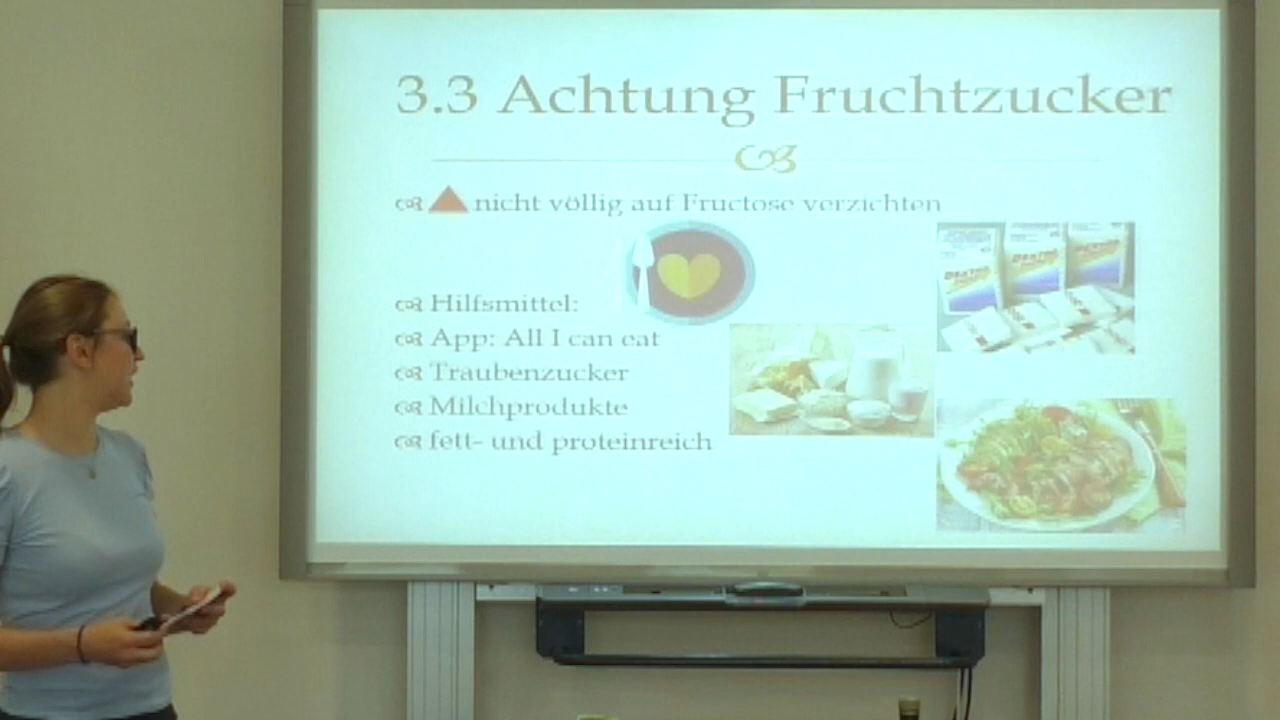 3.3 Achtung Fruchtzucker
nicht völlig auf Fructose verzichten
Hilfsmittel:
App: All I can eat
Traubenzucker
Milchprodukte
fett- und proteinreich